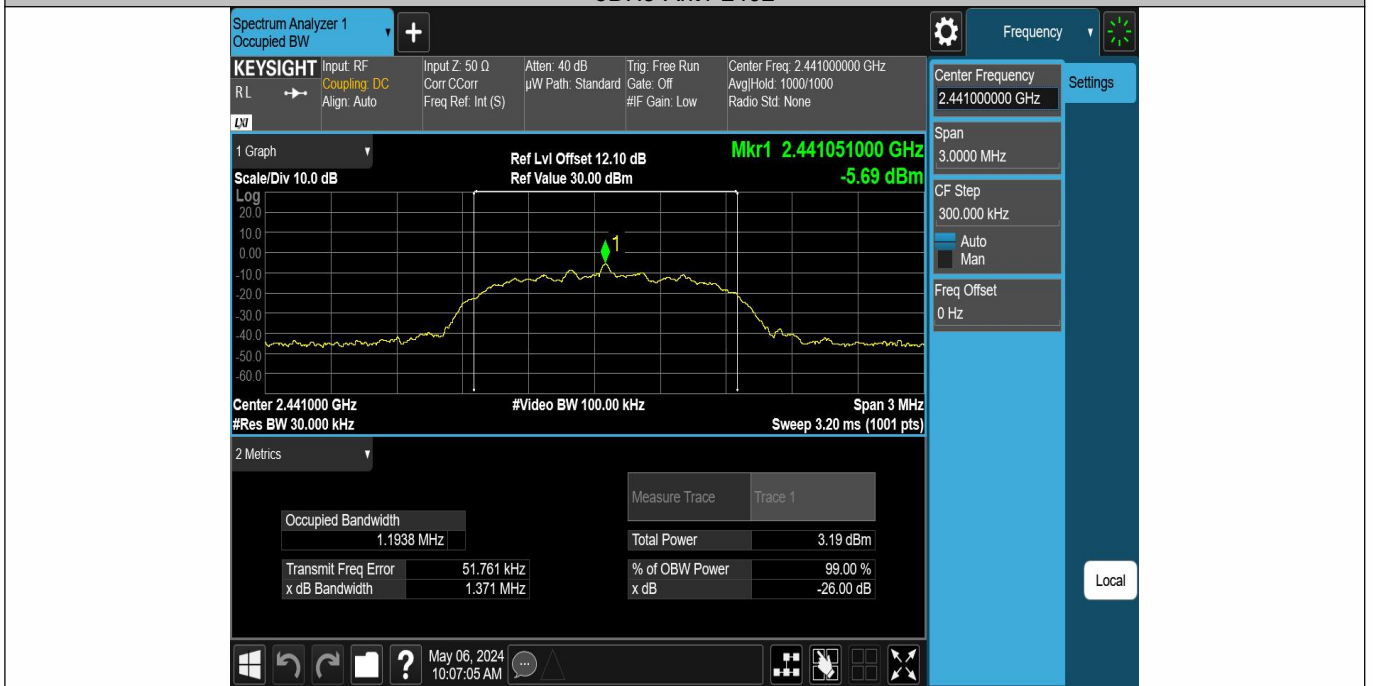 Spectrum Analyzer 1
Occupied BW
+
Frequency
KEYSIGHT
R L
LXI
Input: RF
Coupling: DC
Align: Auto
Input Z: 50 Ω
Corr CCorr
Freq Ref: Int (S)
Atten: 40 dB
µW Path: Standard
Trig: Free Run
Gate: Off
#IF Gain: Low
Center Freq: 2.441000000 GHz
Avg|Hold: 1000/1000
Radio Std: None
Center Frequency
2.441000000 GHz
Settings
Span
3.0000 MHz
CF Step
300.000 kHz
Auto
Man
Freq Offset
0 Hz
Local
1 Graph
Scale/Div 10.0 dB
Ref Lvl Offset 12.10 dB
Ref Value 30.00 dBm
Mkr1 2.441051000 GHz
-5.69 dBm
Log
20.0
10.0
0.00
-10.0
-20.0
-30.0
-40.0
-50.0
-60.0
1
Center 2.441000 GHz
#Res BW 30.000 kHz
#Video BW 100.00 kHz
Span 3 MHz
Sweep 3.20 ms (1001 pts)
2 Metrics
Measure Trace Trace 1
Occupied Bandwidth
1.1938 MHz
Total Power 3.19 dBm
Transmit Freq Error 51.761 kHz
% of OBW Power 99.00 %
x dB Bandwidth 1.371 MHz
x dB -26.00 dB
?
May 06, 2024
10:07:05 AM